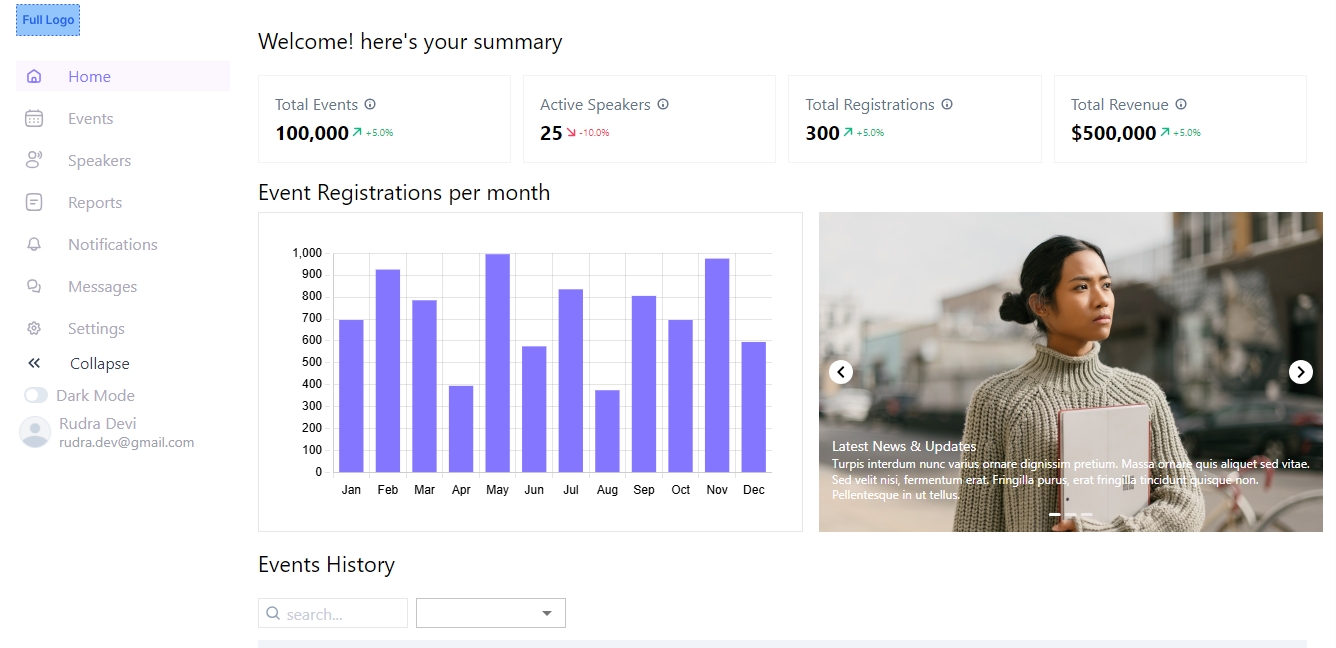 Full Logo
Home
Events
Speakers
Reports
Notifications
Messages
Settings
Collapse
Dark Mode
Rudra Devi
rudra.dev@gmail.com
Welcome! here's your summary
Total Events
100,000 +5.0%
Active Speakers
25 -10.0%
Total Registrations
300 +5.0%
Total Revenue
$500,000 +5.0%
Event Registrations per month
1,000
900
800
700
600
500
400
300
200
100
0
Jan Feb Mar Apr May Jun Jul Aug Sep Oct Nov Dec
Latest News & Updates
Turpis interdum nunc varius ornare dignissim pretium. Massa ornare quis aliquet sed vitae.
Sed velit nisi, fermentum erat. Fringilla purus, erat fringilla tincidunt quisque non.
Pellentesque in ut tellus.
Events History
search...